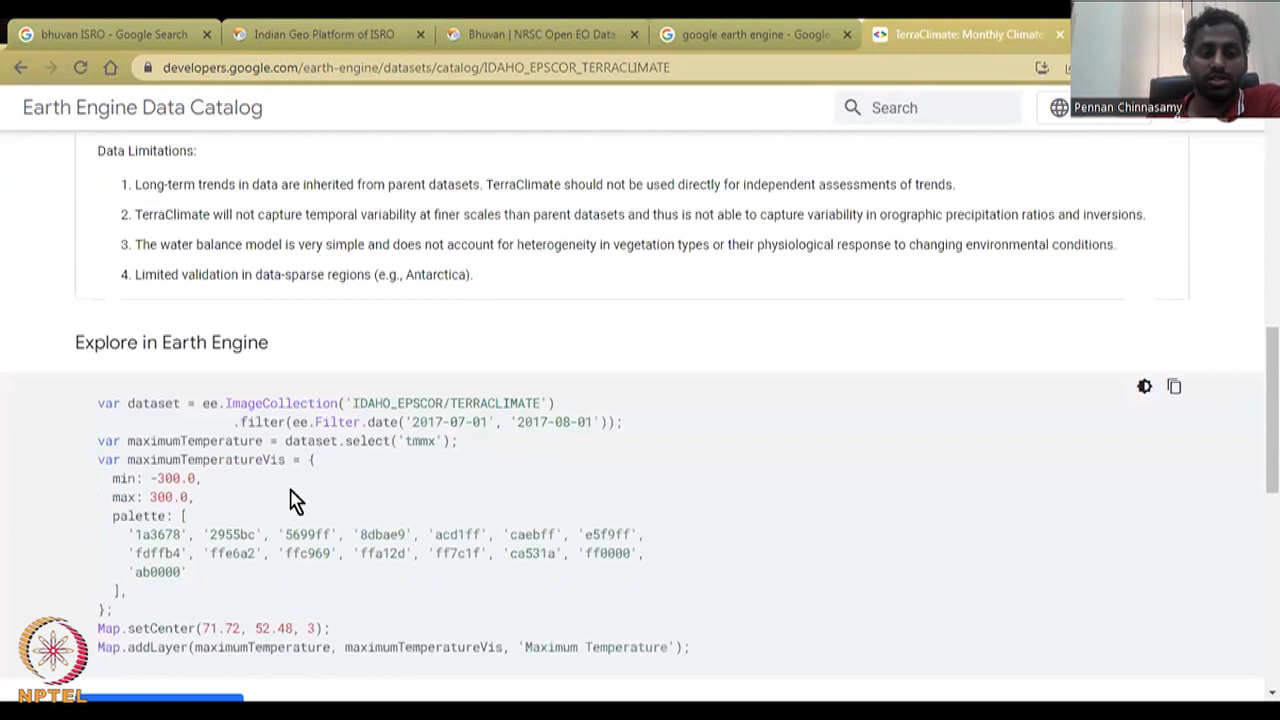 bhuvan ISRO - Google Search
Indian Geo Platform of ISRO
Bhuvan | NRSC Open EO Data
google earth engine - Google
TerraClimate: Monthly Climate
developers.google.com/earth-engine/datasets/catalog/IDAHO_EPSCOR_TERRACLIMATE
Earth Engine Data Catalog
Search
Pennan Chinnasamy
Data Limitations:
1. Long-term trends in data are inherited from parent datasets. TerraClimate should not be used directly for independent assessments of trends.
2. TerraClimate will not capture temporal variability at finer scales than parent datasets and thus is not able to capture variability in orographic precipitation ratios and inversions.
3. The water balance model is very simple and does not account for heterogeneity in vegetation types or their physiological response to changing environmental conditions.
4. Limited validation in data-sparse regions (e.g., Antarctica).
Explore in Earth Engine
var dataset = ee.ImageCollection('IDAHO_EPSCOR/TERRACLIMATE')
.filter(ee.Filter.date('2017-07-01', '2017-08-01'));
var maximumTemperature = dataset.select('tmmx');
var maximumTemperatureVis = {
min: -300.0,
max: 300.0,
palette: [
'1a3678', '2955bc', '5699ff', '8dbae9', 'acd1ff', 'caebff', 'e5f9ff',
'fdffb4', 'ffe6a2', 'ffc969', 'ffa12d', 'ff7c1f', 'ca531a', 'ff0000',
'ab0000'
],
};
Map.setCenter(71.72, 52.48, 3);
Map.addLayer(maximumTemperature, maximumTemperatureVis, 'Maximum Temperature');
NPTEL